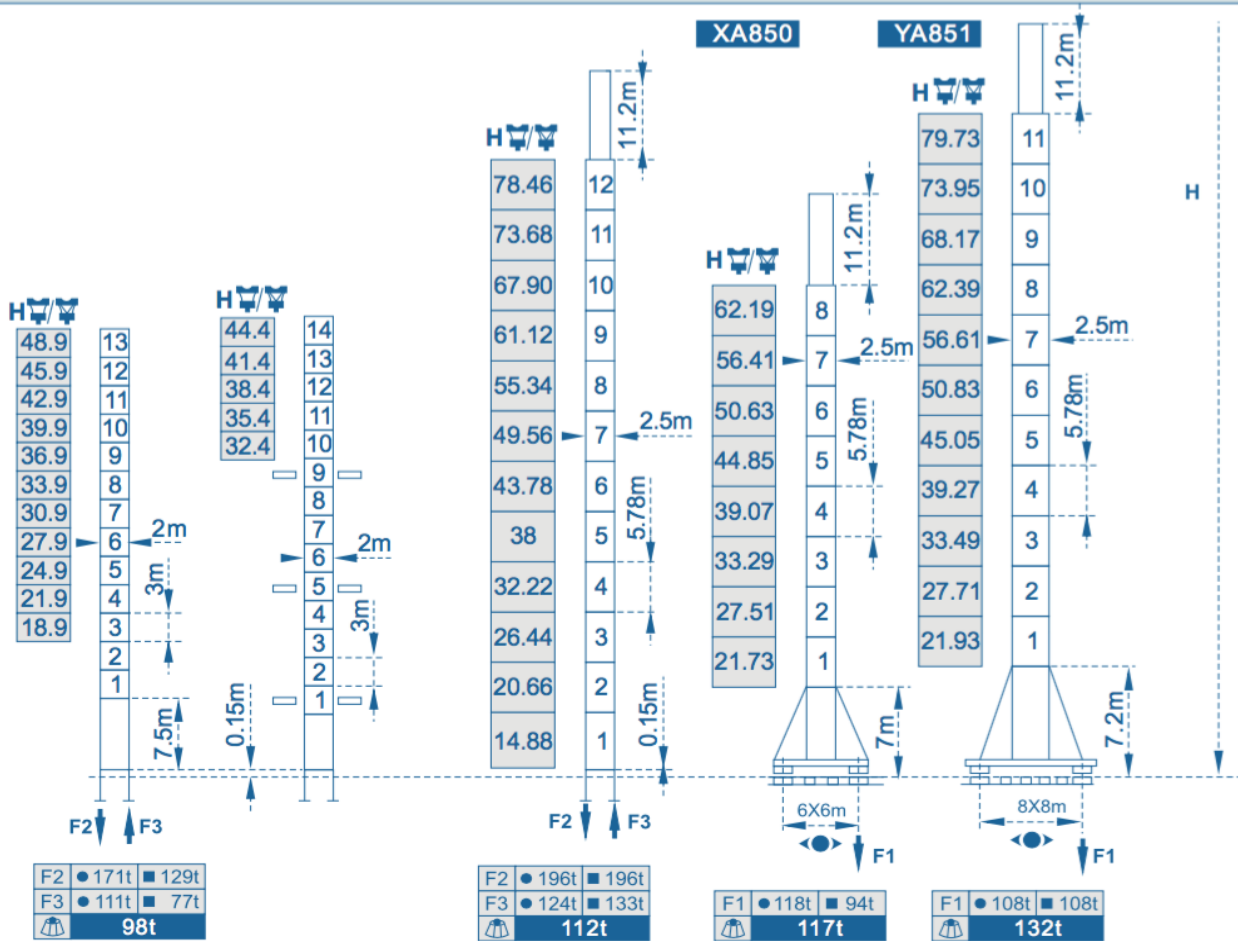 XA850
YA851
H
48.9
45.9
42.9
39.9
36.9
33.9
30.9
27.9
24.9
21.9
18.9
13
12
11
10
9
8
7
6
5
4
3
2
1
2m
3m
7.5m
F2
F3
F2 ● 171t ■ 129t
F3 ● 111t ■ 77t
98t
H
44.4
41.4
38.4
35.4
32.4
14
13
12
11
10
9
8
7
6
5
4
3
2
1
2m
3m
0.15m
H
78.46
73.68
67.90
61.12
55.34
49.56
43.78
38
32.22
26.44
20.66
14.88
12
11
10
9
8
7
6
5
4
3
2
1
11.2m
2.5m
5.78m
0.15m
F2
F3
F2 ● 196t ■ 196t
F3 ● 124t ■ 133t
112t
H
62.19
56.41
50.63
44.85
39.07
33.29
27.51
21.73
8
7
6
5
4
3
2
1
11.2m
2.5m
5.78m
7m
6X6m
F1
F1 ● 118t ■ 94t
117t
H
79.73
73.95
68.17
62.39
56.61
50.83
45.05
39.27
33.49
27.71
21.93
11
10
9
8
7
6
5
4
3
2
1
11.2m
2.5m
5.78m
7.2m
8X8m
F1
F1 ● 108t ■ 108t
132t
H